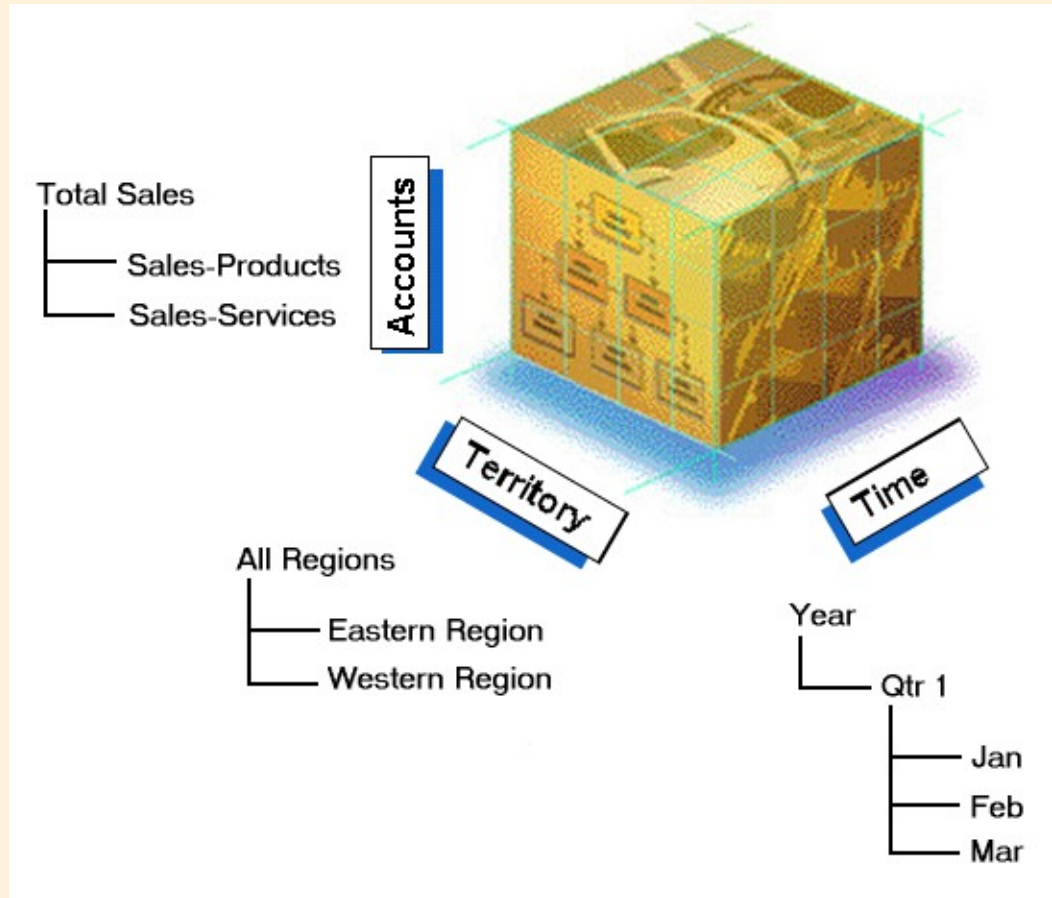 Total Sales
Sales-Products
Sales-Services
Accounts
Territory
Time
All Regions
Eastern Region
Western Region
Year
Qtr 1
Jan
Feb
Mar